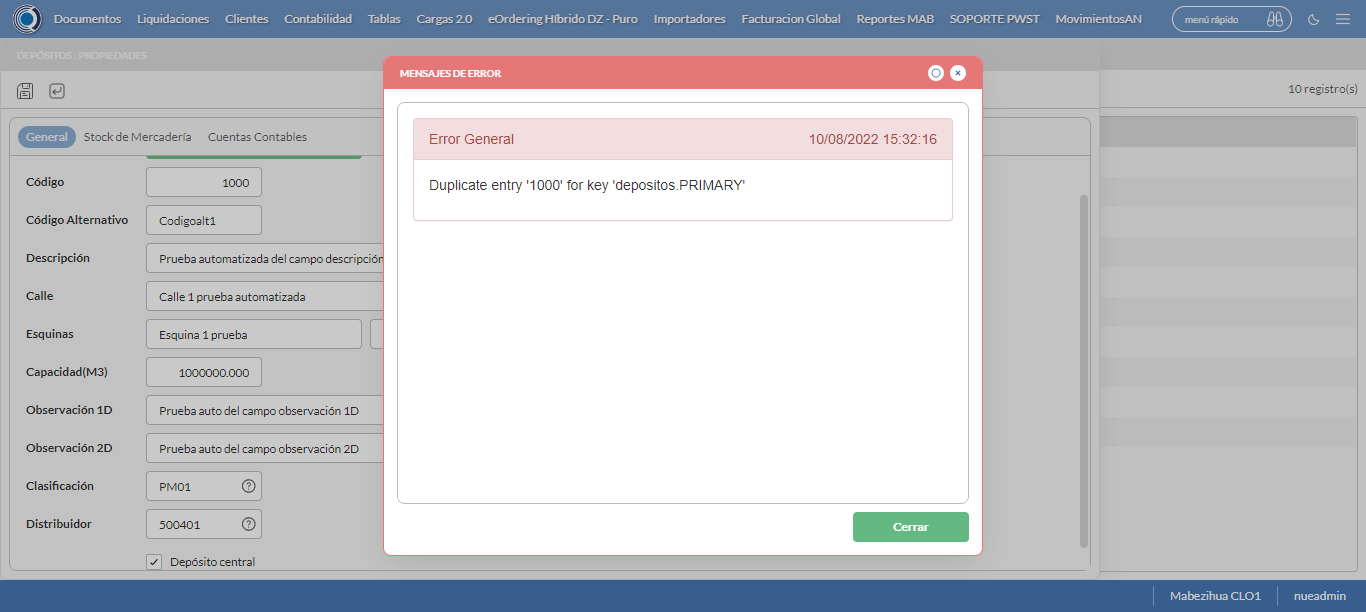 Documentos Liquidaciones Clientes Contabilidad Tablas Cargas 2.0 eOrdering Híbrido DZ - Puro Importadores Facturacion Global Reportes MAB SOPORTE PWST MovimientosAN menú rápido
DEPÓSITOS : PROPIEDADES
MENSAJES DE ERROR
10 registro(s)
General Stock de Mercadería Cuentas Contables
Error General 10/08/2022 15:32:16
Duplicate entry '1000' for key 'depositos.PRIMARY'
Código 1000
Código Alternativo Codigoalt1
Descripción Prueba automatizada del campo descripción
Calle Calle 1 prueba automatizada
Esquinas Esquina 1 prueba
Capacidad(M3) 1000000.000
Observación 1D Prueba auto del campo observación 1D
Observación 2D Prueba auto del campo observación 2D
Clasificación PM01
Distribuidor 500401
Depósito central
Cerrar
Mabezihua CLO1 nueadmin